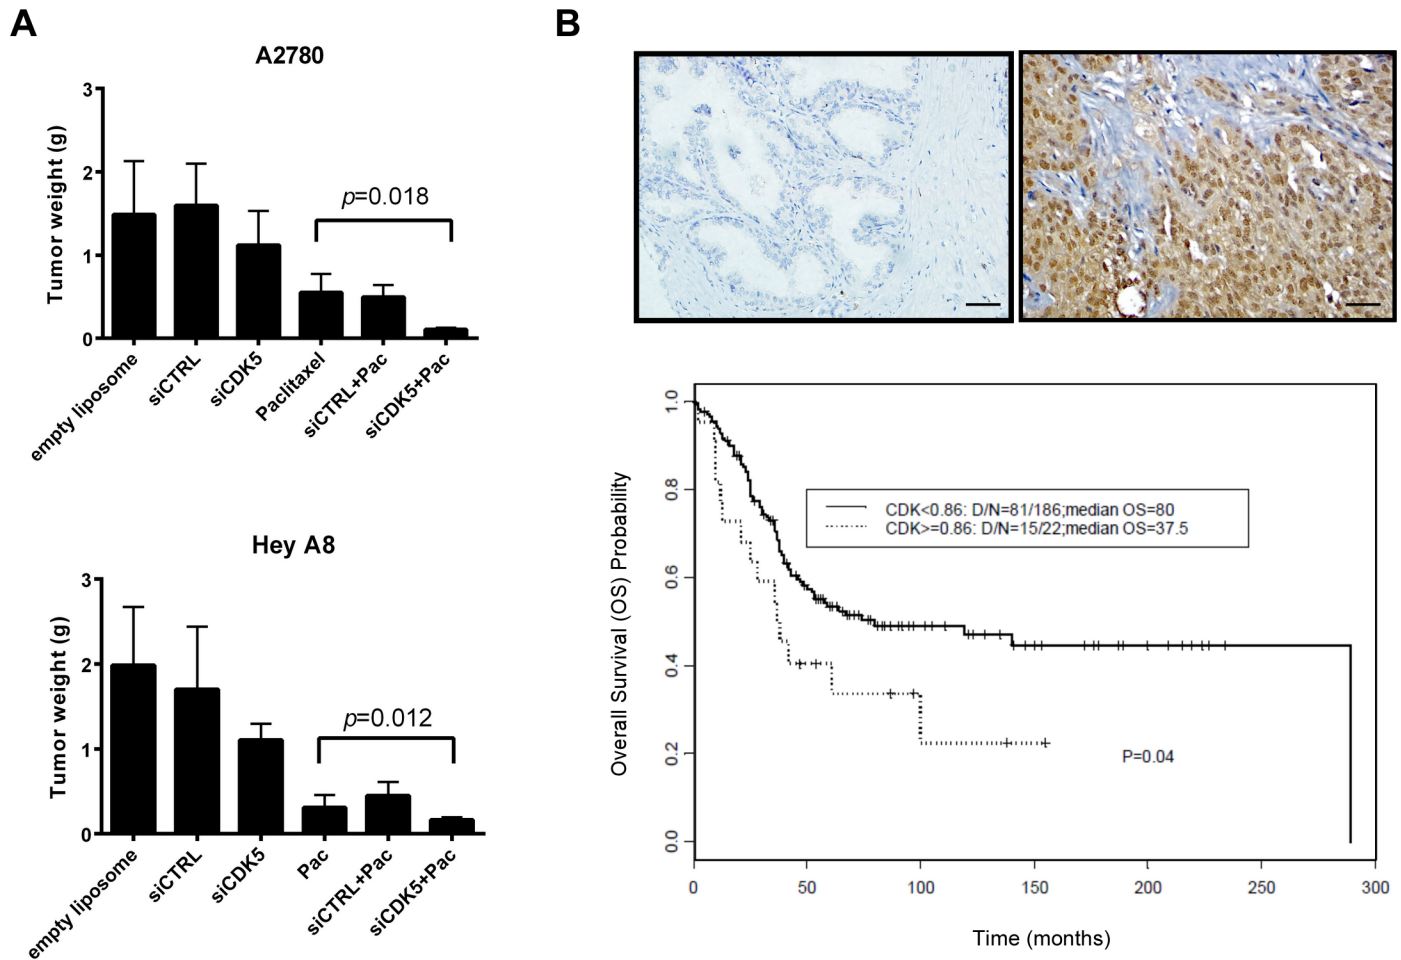 A
A2780
Tumor weight (g)
3
2
1
0
p=0.018
empty liposome
siCTRL
siCDK5
Paclitaxel
siCTRL+Pac
siCDK5+Pac
Hey A8
Tumor weight (g)
3
2
1
0
p=0.012
empty liposome
siCTRL
siCDK5
Pac
siCTRL+Pac
siCDK5+Pac
B
Overall Survival (OS) Probability
1.0
0.8
0.6
0.4
0.2
0.0
CDK<0.86: D/N=81/186;median OS=80
CDK>=0.86: D/N=15/22;median OS=37.5
P=0.04
0 50 100 150 200 250 300
Time (months)